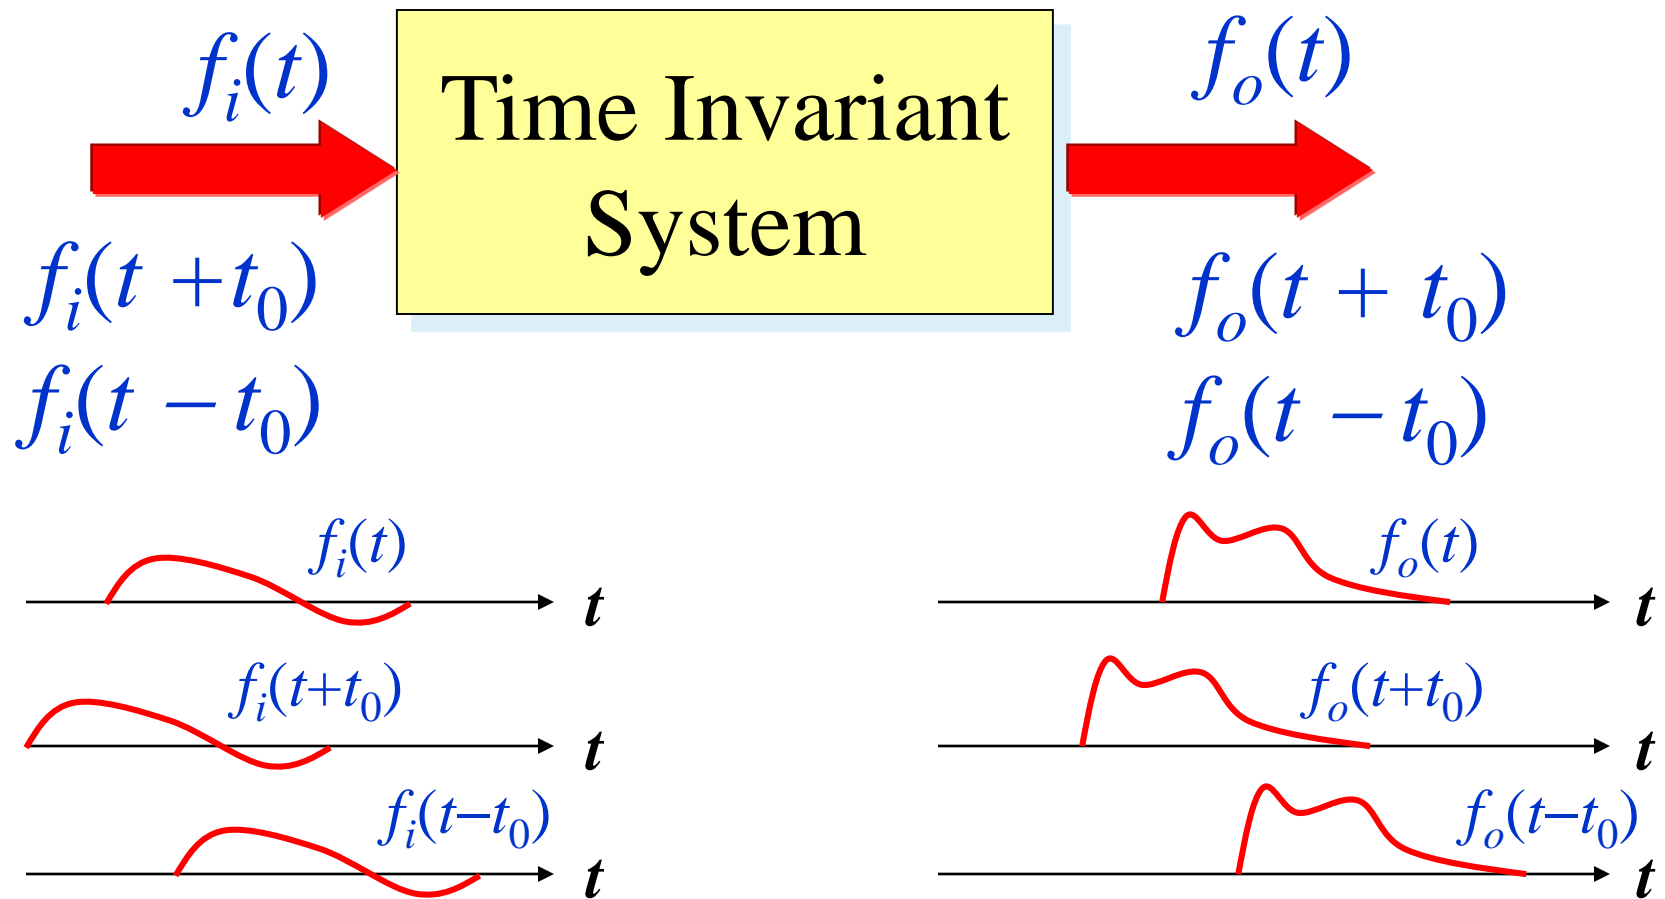 fᵢ(t)
Time Invariant
System
fₒ(t)
fᵢ(t +t₀)
fₒ(t + t₀)
fᵢ(t − t₀)
fₒ(t − t₀)
fᵢ(t)
t
fₒ(t)
t
fᵢ(t+t₀)
t
fₒ(t+t₀)
t
fᵢ(t−t₀)
t
fₒ(t−t₀)
t